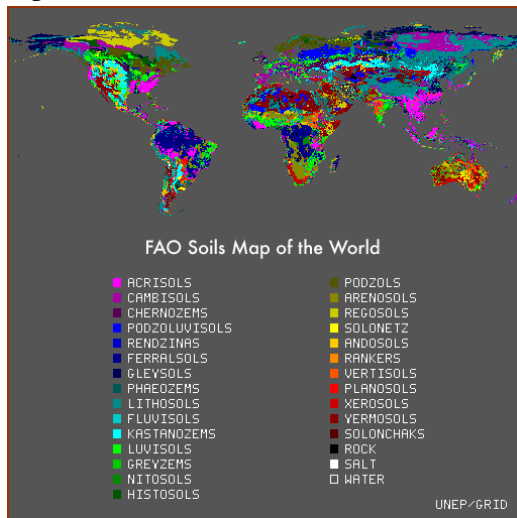 FAO Soils Map of the World
ACRISOLS
CAMBISOLS
CHERNOZEMS
PODZOLUVISOLS
RENDZINAS
FERRALSOLS
GLEYSOLS
PHAEOZEMS
LITHOSOLS
FLUVISOLS
KASTANOZEMS
LUVISOLS
GREYZEMS
NITOSOLS
HISTOSOLS
PODZOLS
ARENOSOLS
REGOSOLS
SOLONETZ
ANDOSOLS
RANKERS
VERTISOLS
PLANOSOLS
XEROSOLS
YERMOSOLS
SOLONCHAKS
ROCK
SALT
WATER
UNEP/GRID